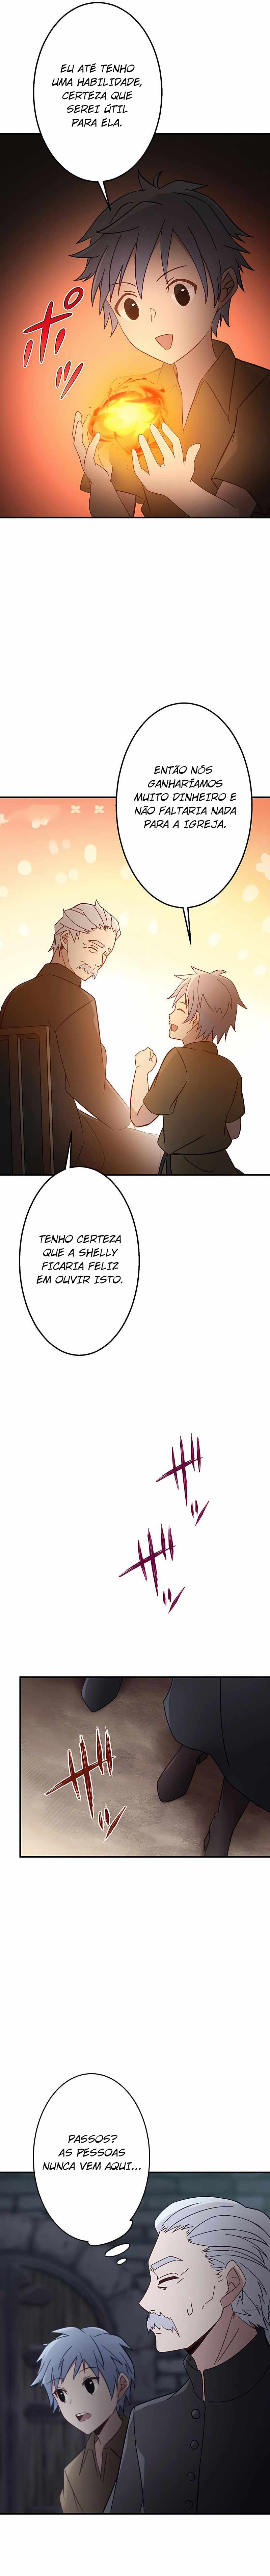 EU ATÉ TENHO
UMA HABILIDADE,
CERTEZA QUE
SEREI ÚTIL
PARA ELA.
ポッ
ENTÃO NÓS
GANHARÍAMOS
MUITO DINHEIRO E
NÃO FALTARIA NADA
PARA A IGREJA.
TENHO CERTEZA
QUE A SHELLY
FICARIA FELIZ
EM OUVIR ISTO.
ザッ
ザッ
ザッ
PASSOS?
AS PESSOAS
NUNCA VEM AQUI...